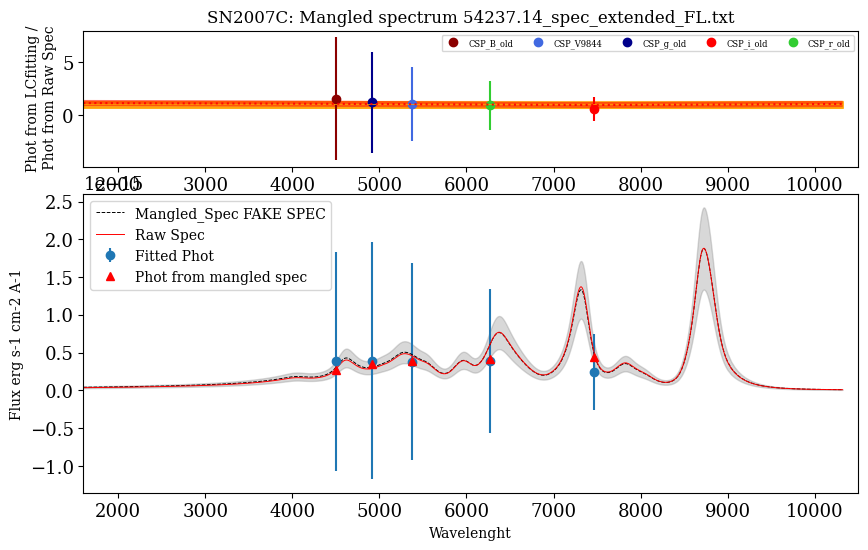 SN2007C: Mangled spectrum 54237.14_spec_extended_FL.txt
Phot from LCfitting /
Phot from Raw Spec
CSP_B_old
CSP_V9844
CSP_g_old
CSP_i_old
CSP_r_old
5
0
2000 3000 4000 5000 6000 7000 8000 9000 10000
1e−15
Flux erg s-1 cm-2 A-1
Mangled_Spec FAKE SPEC
Raw Spec
Fitted Phot
Phot from mangled spec
2.5
2.0
1.5
1.0
0.5
0.0
−0.5
−1.0
2000 3000 4000 5000 6000 7000 8000 9000 10000
Wavelenght